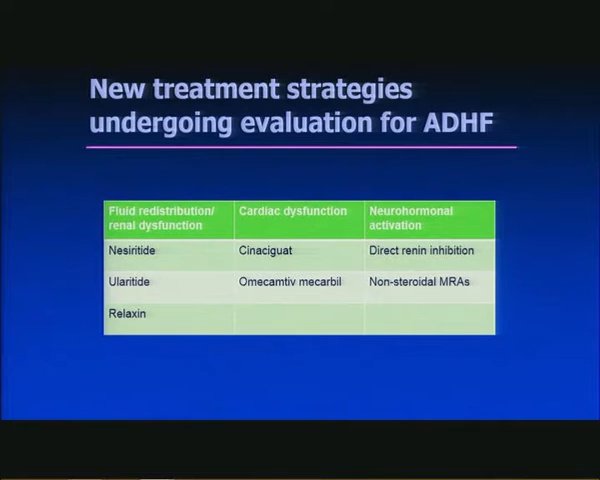 New treatment strategies
undergoing evaluation for ADHF
Fluid redistribution/
renal dysfunction
Cardiac dysfunction
Neurohormonal
activation
Nesiritide
Cinaciguat
Direct renin inhibition
Ularitide
Omecamtiv mecarbil
Non-steroidal MRAs
Relaxin